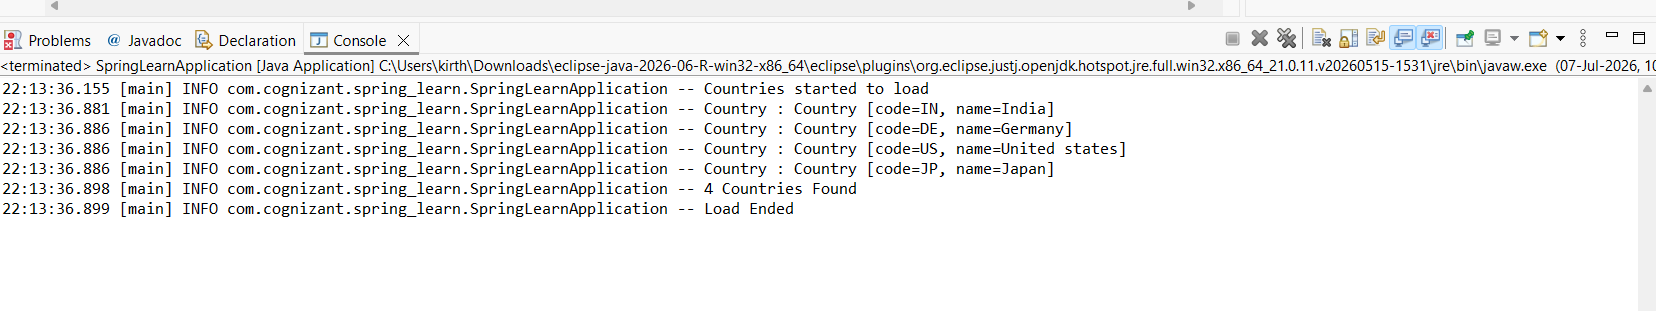 Problems @ Javadoc Declaration Console
<terminated> SpringLearnApplication [Java Application] C:\Users\kirth\Downloads\eclipse-java-2026-06-R-win32-x86_64\eclipse\plugins\org.eclipse.justj.openjdk.hotspot.jre.full.win32.x86_64_21.0.11.v20260515-1531\jre\bin\javaw.exe (07-Jul-2026, 10
22:13:36.155 [main] INFO com.cognizant.spring_learn.SpringLearnApplication -- Countries started to load
22:13:36.881 [main] INFO com.cognizant.spring_learn.SpringLearnApplication -- Country : Country [code=IN, name=India]
22:13:36.886 [main] INFO com.cognizant.spring_learn.SpringLearnApplication -- Country : Country [code=DE, name=Germany]
22:13:36.886 [main] INFO com.cognizant.spring_learn.SpringLearnApplication -- Country : Country [code=US, name=United states]
22:13:36.886 [main] INFO com.cognizant.spring_learn.SpringLearnApplication -- Country : Country [code=JP, name=Japan]
22:13:36.898 [main] INFO com.cognizant.spring_learn.SpringLearnApplication -- 4 Countries Found
22:13:36.899 [main] INFO com.cognizant.spring_learn.SpringLearnApplication -- Load Ended